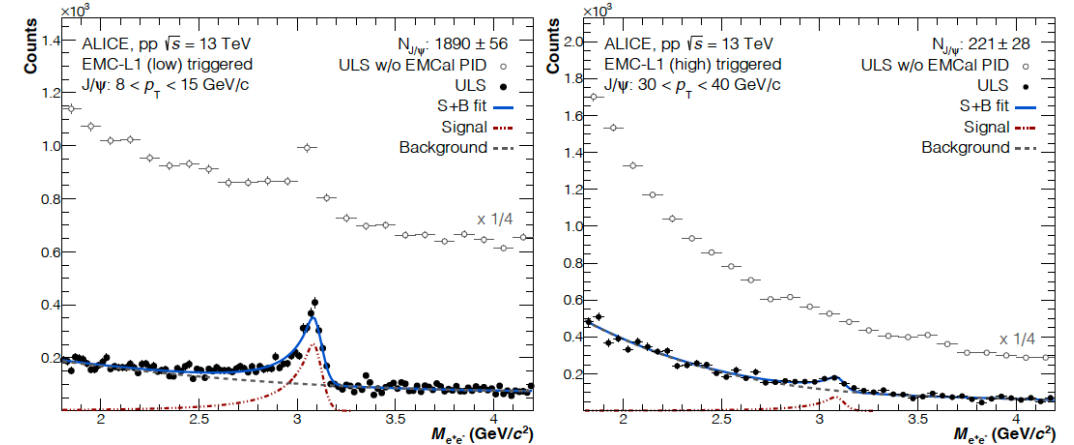 ×10³
Counts
ALICE, pp √s = 13 TeV
EMC-L1 (low) triggered
J/ψ: 8 < p_T < 15 GeV/c
N_J/ψ: 1890 ± 56
ULS w/o EMCal PID
ULS
S+B fit
Signal
Background
x 1/4
1.4
1.2
1.0
0.8
0.6
0.4
0.2
2 2.5 3 3.5 4
M_e⁺e⁻ (GeV/c²)
×10³
Counts
ALICE, pp √s = 13 TeV
EMC-L1 (high) triggered
J/ψ: 30 < p_T < 40 GeV/c
N_J/ψ: 221 ± 28
ULS w/o EMCal PID
ULS
S+B fit
Signal
Background
x 1/4
2.0
1.8
1.6
1.4
1.2
1.0
0.8
0.6
0.4
0.2
2 2.5 3 3.5 4
M_e⁺e⁻ (GeV/c²)